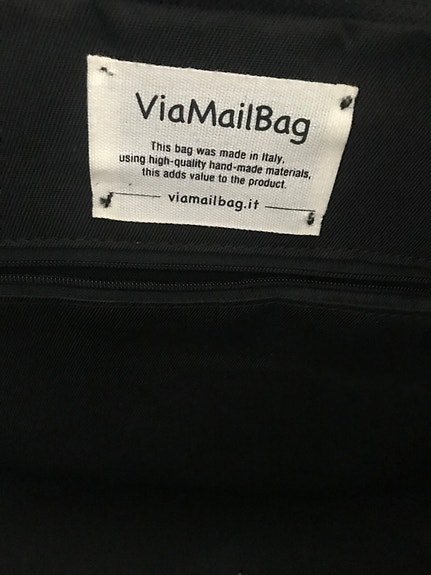 ViaMailBag
This bag was made in Italy,
using high-quality hand-made materials,
this adds value to the product.
viamailbag.it